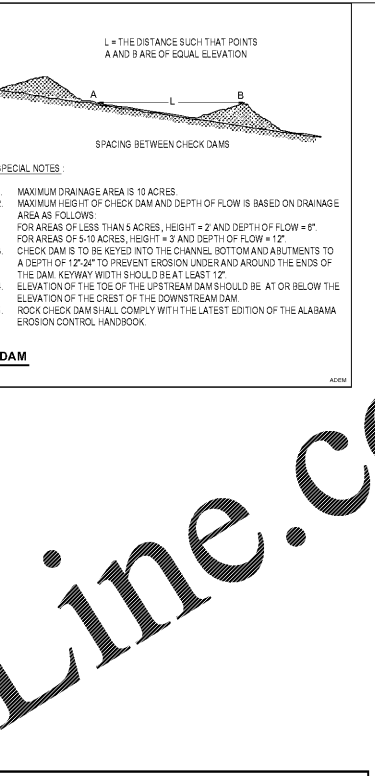 L = THE DISTANCE SUCH THAT POINTS
A AND B ARE OF EQUAL ELEVATION
A
L
B
SPACING BETWEEN CHECK DAMS
SPECIAL NOTES :
MAXIMUM DRAINAGE AREA IS 10 ACRES.
MAXIMUM HEIGHT OF CHECK DAM AND DEPTH OF FLOW IS BASED ON DRAINAGE
AREA AS FOLLOWS:
FOR AREAS OF LESS THAN 5 ACRES, HEIGHT = 2' AND DEPTH OF FLOW = 6".
FOR AREAS OF 5-10 ACRES, HEIGHT = 3' AND DEPTH OF FLOW = 12".
CHECK DAM IS TO BE KEYED INTO THE CHANNEL BOTTOM AND ABUTMENTS TO
A DEPTH OF 12"-24" TO PREVENT EROSION UNDER AND AROUND THE ENDS OF
THE DAM. KEYWAY WIDTH SHOULD BE AT LEAST 12".
ELEVATION OF THE TOE OF THE UPSTREAM DAM SHOULD BE AT OR BELOW THE
ELEVATION OF THE CREST OF THE DOWNSTREAM DAM.
ROCK CHECK DAM SHALL COMPLY WITH THE LATEST EDITION OF THE ALABAMA
EROSION CONTROL HANDBOOK.
DAM
ADEM
Line.co